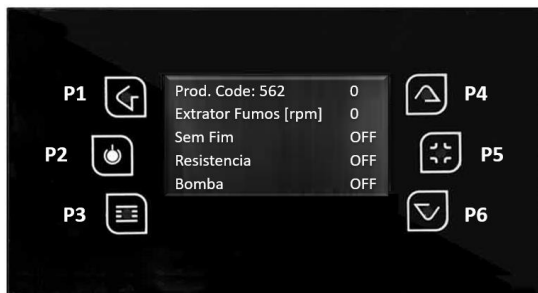 P1
P2
P3
Prod. Code: 562 0
Extrator Fumos [rpm] 0
Sem Fim OFF
Resistencia OFF
Bomba OFF
P4
P5
P6